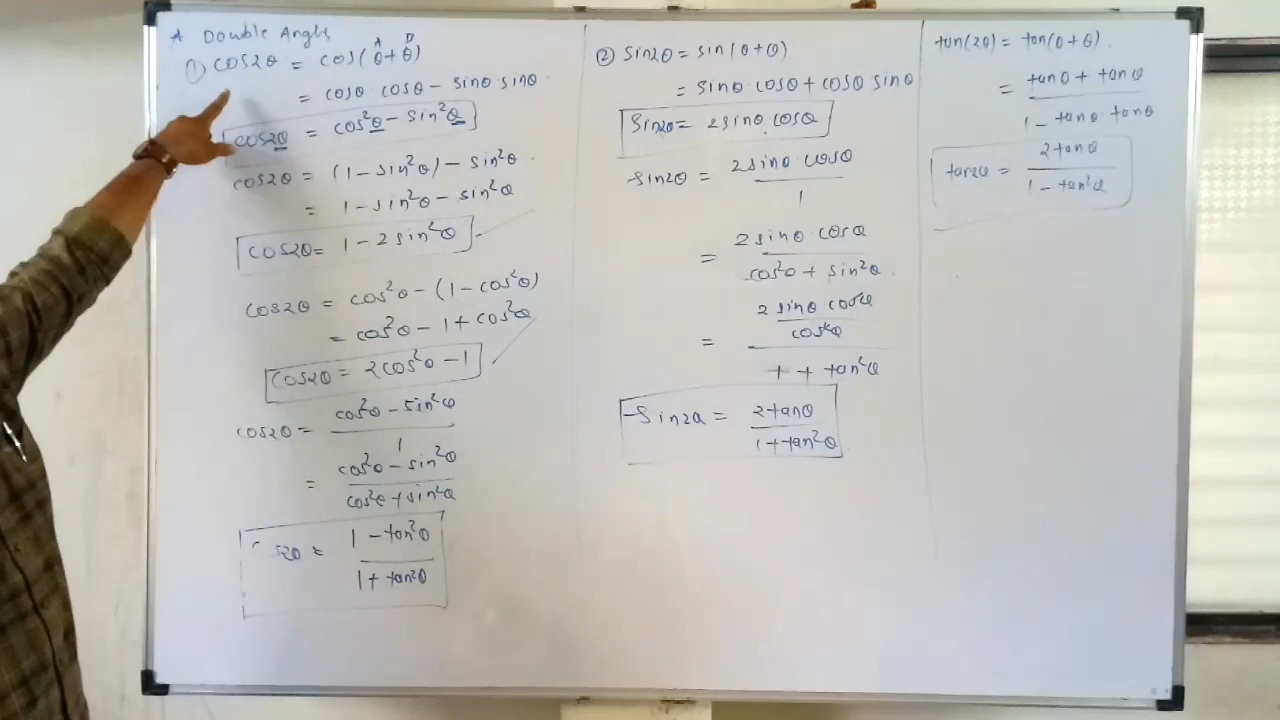 * Double Angles
① cos2θ = cos(θ+θ)
A B
= cosθ cosθ - sinθ sinθ
cos2θ = cos²θ - sin²θ
cos2θ = (1-sin²θ) - sin²θ
= 1-sin²θ - sin²θ
cos2θ = 1-2sin²θ
cos2θ = cos²θ - (1-cos²θ)
= cos²θ - 1 + cos²θ
cos2θ = 2cos²θ - 1
cos2θ = cos²θ - sin²θ / 1
= cos²θ - sin²θ / cos²θ + sin²θ
s2θ = 1 - tan²θ / 1 + tan²θ
② sin2θ = sin(θ+θ)
= sinθ·cosθ + cosθ sinθ
sin2θ = 2sinθ·cosθ
sin2θ = 2sinθ cosθ / 1
= 2sinθ cosθ / cos²θ + sin²θ
= 2sinθ cosθ / cos²θ / 1 + tan²θ
sin2θ = 2tanθ / 1+tan²θ
tan(2θ) = tan(θ+θ)
= tanθ + tanθ / 1 - tanθ·tanθ
tan2θ = 2tanθ / 1 - tan²θ